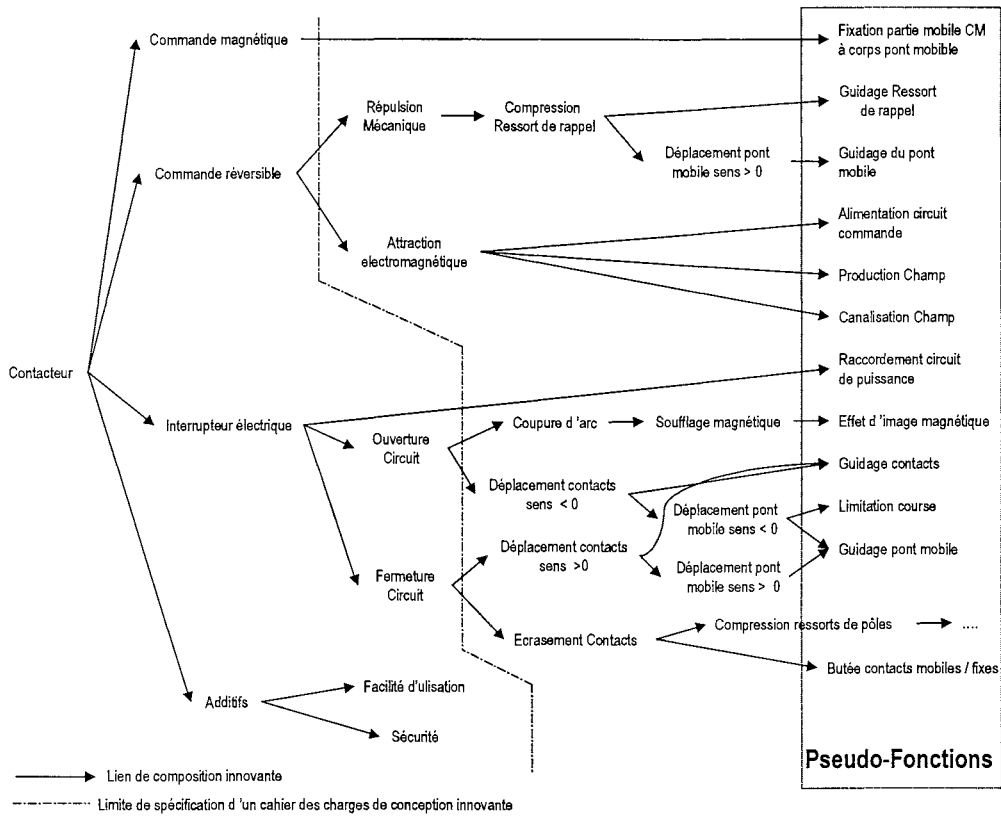 Commande magnétique
Fixation partie mobile CM
à corps pont mobible
Répulsion
Mécanique
Compression
Ressort de rappel
Guidage Ressort
de rappel
Commande réversible
Déplacement pont
mobile sens > 0
Guidage du pont
mobile
Attraction
electromagnétique
Alimentation circuit
commande
Production Champ
Canalisation Champ
Contacteur
Raccordement circuit
de puissance
Interrupteur électrique
Ouverture
Circuit
Coupure d 'arc
Soufflage magnétique
Effet d 'image magnétique
Déplacement contacts
sens < 0
Guidage contacts
Déplacement pont
mobile sens < 0
Limitation course
Guidage pont mobile
Fermeture
Circuit
Déplacement contacts
sens >0
Déplacement pont
mobile sens > 0
Ecrasement Contacts
Compression ressorts de pôles
....
Butée contacts mobiles / fixes
Additifs
Facilité d'ulisation
Sécurité
Pseudo-Fonctions
Lien de composition innovante
Limite de spécification d 'un cahier des charges de conception innovante